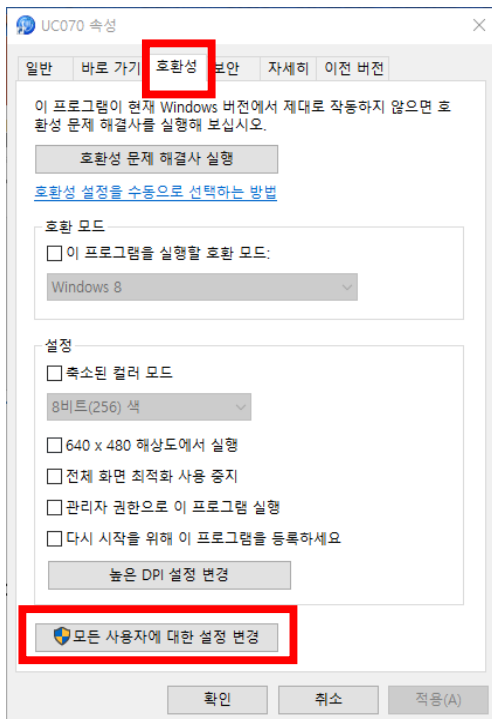 UC070 속성
일반 바로 가기 호환성 보안 자세히 이전 버전
이 프로그램이 현재 Windows 버전에서 제대로 작동하지 않으면 호
환성 문제 해결사를 실행해 보십시오.
호환성 문제 해결사 실행
호환성 설정을 수동으로 선택하는 방법
호환 모드
이 프로그램을 실행할 호환 모드:
Windows 8
설정
축소된 컬러 모드
8비트(256) 색
640 x 480 해상도에서 실행
전체 화면 최적화 사용 중지
관리자 권한으로 이 프로그램 실행
다시 시작을 위해 이 프로그램을 등록하세요
높은 DPI 설정 변경
모든 사용자에 대한 설정 변경
확인 취소 적용(A)